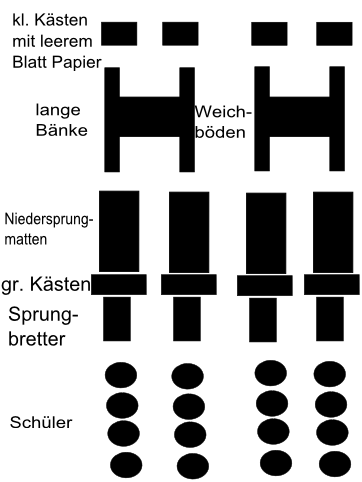 kl. Kästen
mit leerem
Blatt Papier
lange
Bänke
Weich-
böden
Niedersprung-
matten
gr. Kästen
Sprung-
bretter
Schüler